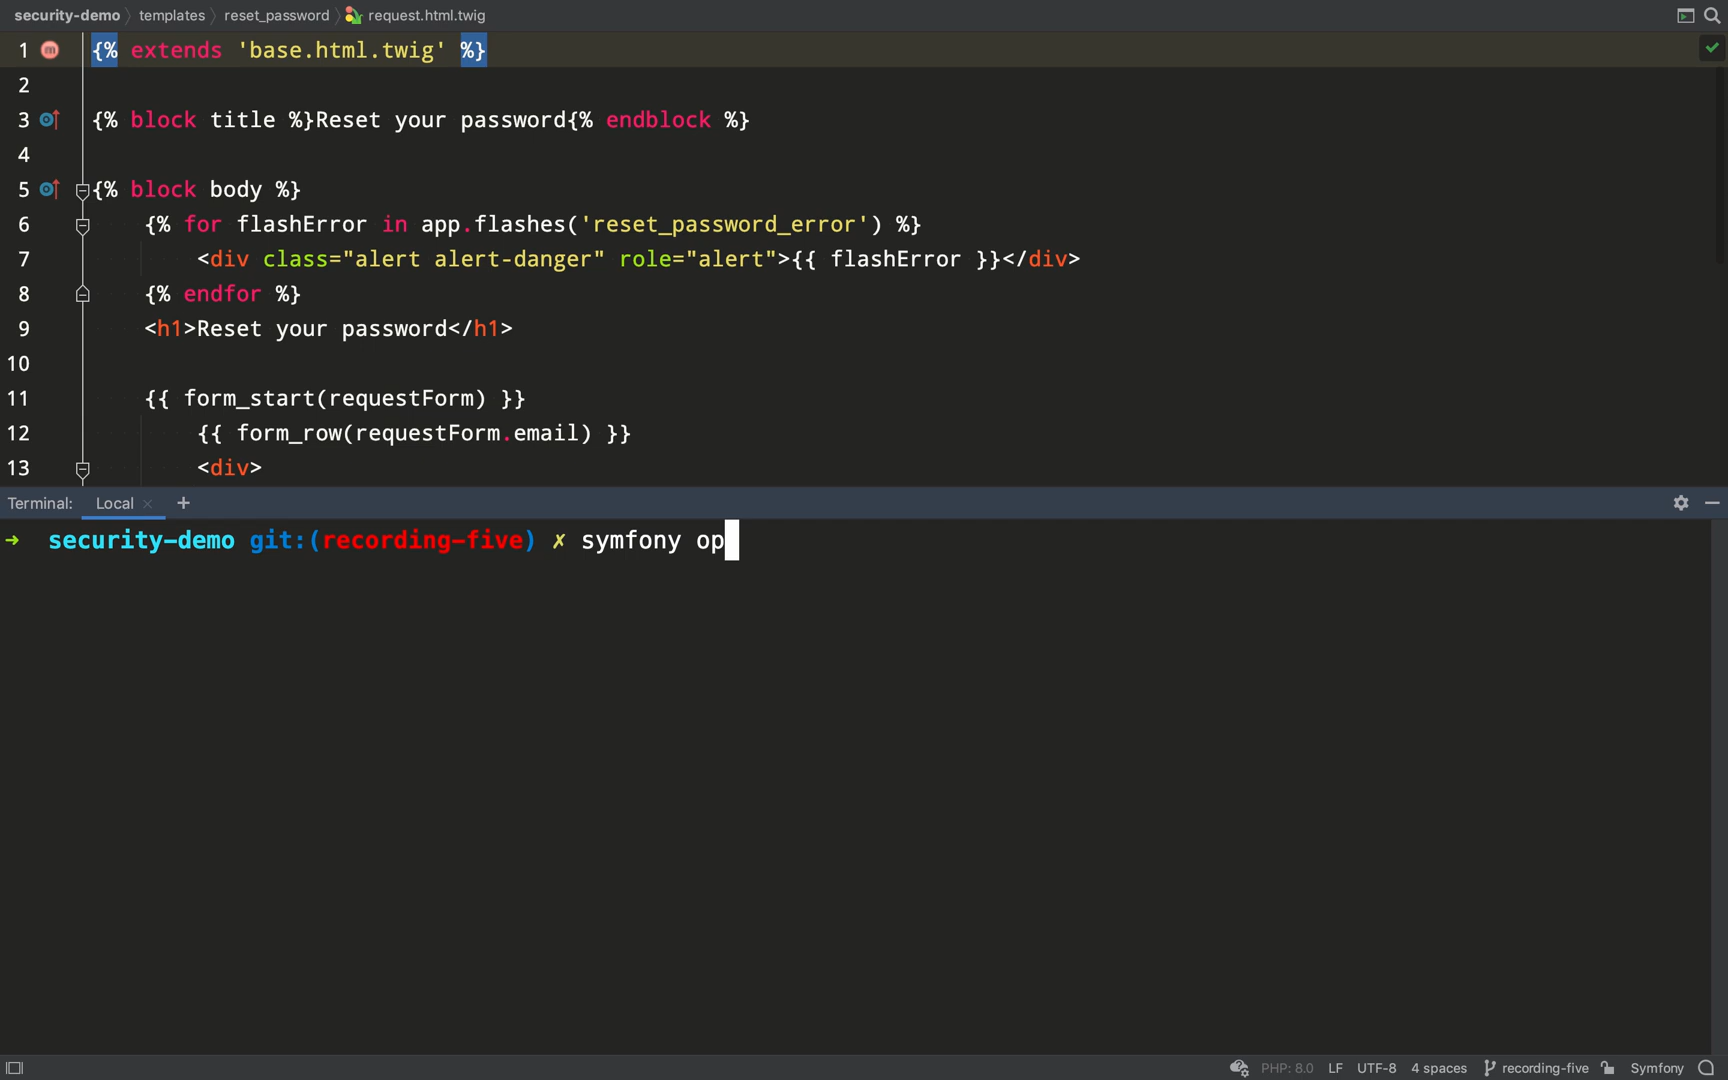 security-demo templates reset_password request.html.twig
1 {% extends 'base.html.twig' %}
2
3 {% block title %}Reset your password{% endblock %}
4
5 {% block body %}
6 {% for flashError in app.flashes('reset_password_error') %}
7 <div class="alert alert-danger" role="alert">{{ flashError }}</div>
8 {% endfor %}
9 <h1>Reset your password</h1>
10
11 {{ form_start(requestForm) }}
12 {{ form_row(requestForm.email) }}
13 <div>
Terminal: Local × +
→ security-demo git:(recording-five) ✗ symfony op
PHP: 8.0 LF UTF-8 4 spaces recording-five Symfony